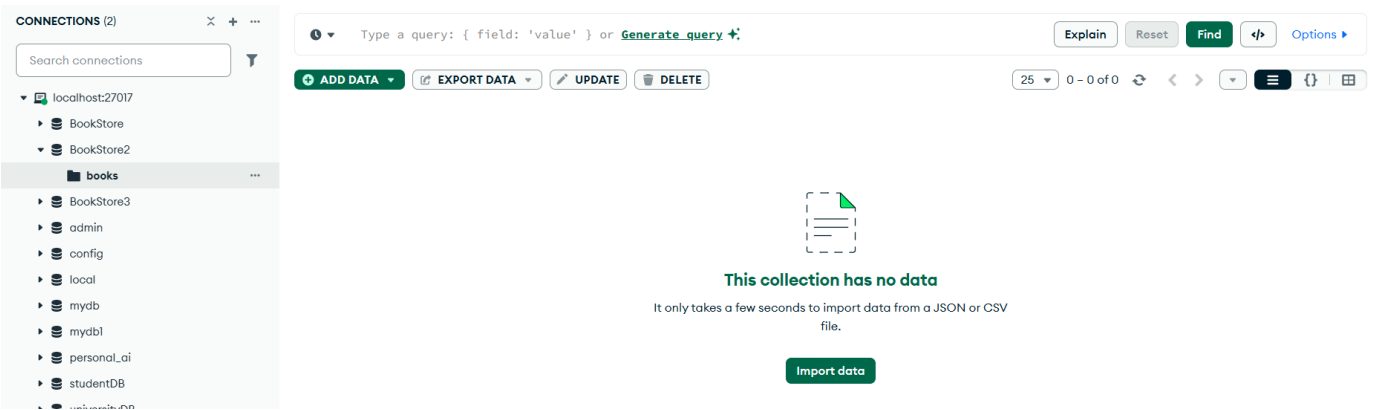 CONNECTIONS (2)
Search connections
localhost:27017
BookStore
BookStore2
books
BookStore3
admin
config
local
mydb
mydb1
personal_ai
studentDB
universityDB
Type a query: { field: 'value' } or Generate query
Explain
Reset
Find
</>
Options
ADD DATA
EXPORT DATA
UPDATE
DELETE
25
0 – 0 of 0
{}
This collection has no data
It only takes a few seconds to import data from a JSON or CSV
file.
Import data